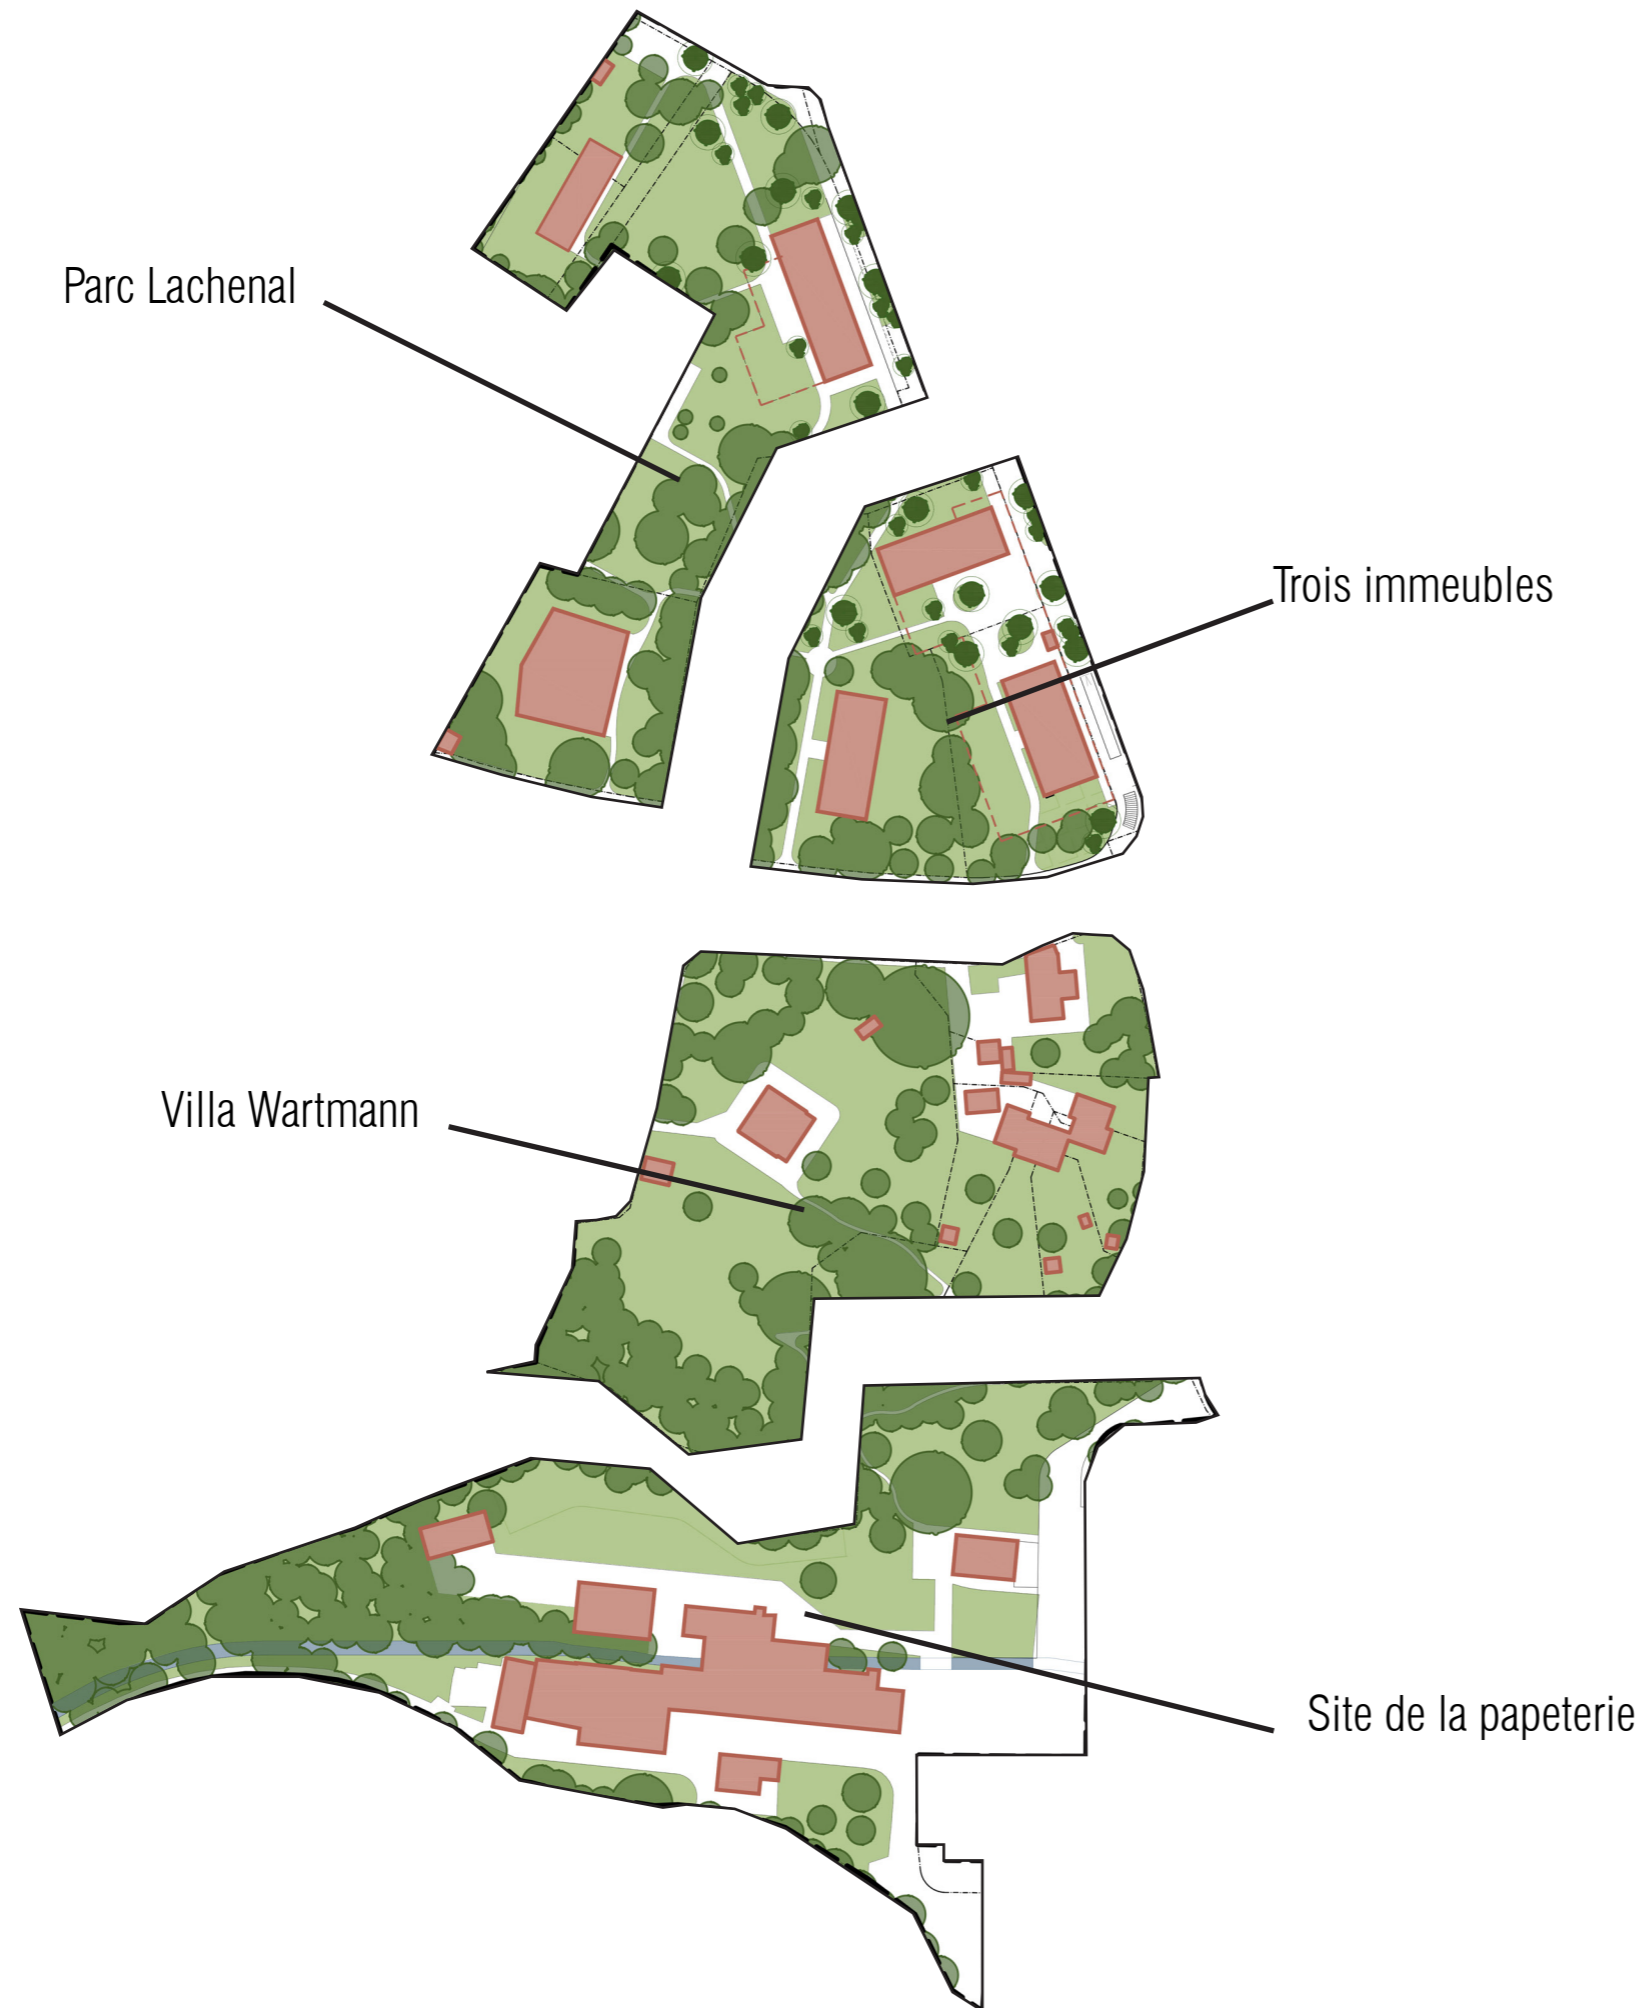 Parc Lachenal
Trois immeubles
Villa Wartmann
Site de la papeterie